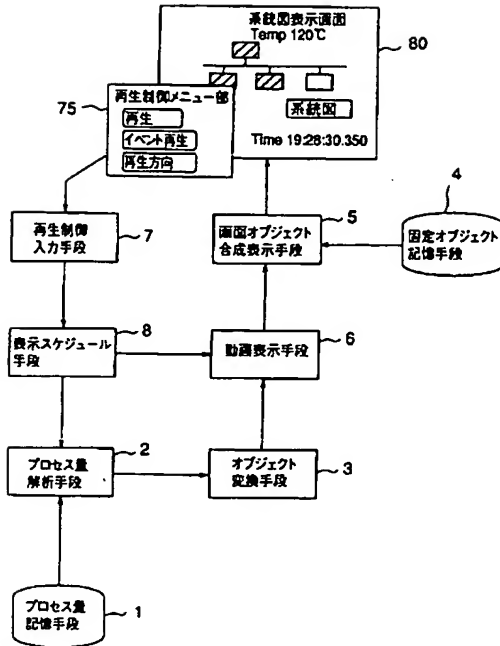 系統図表示画面
Temp 120℃
80
75
再生制御メニュー部
再生
イベント再生
再生方向
系統図
Time 19:28:30.350
4
再生制御
入力手段
7
画面オブジェクト
合成表示手段
5
固定オブジェクト
記憶手段
8
表示スケジュール
手段
6
動画表示手段
2
プロセス量
解析手段
オブジェクト
変換手段
3
プロセス量
記憶手段
1